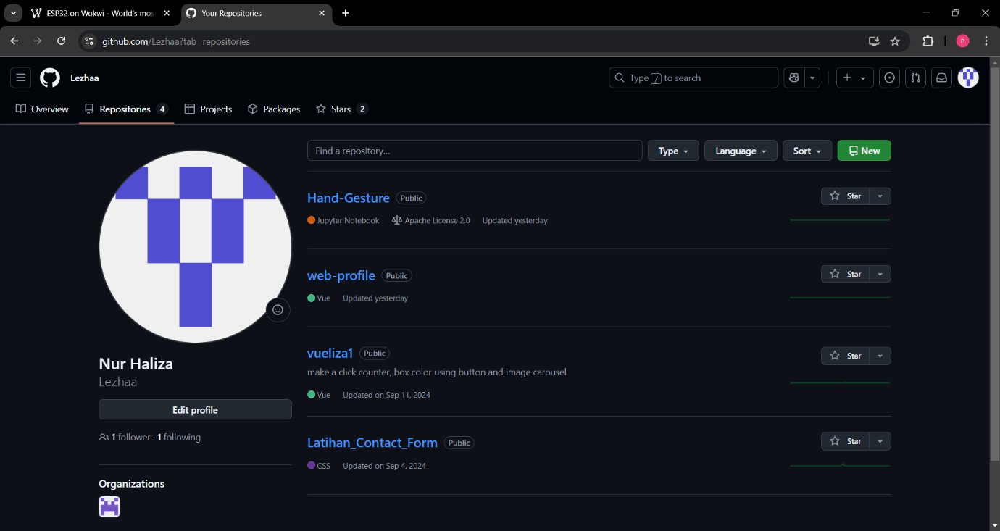 ESP32 on Wokwi - World's mos
Your Repositories
github.com/Lezhaa?tab=repositories
n
Lezhaa
Type / to search
Overview
Repositories 4
Projects
Packages
Stars 2
Find a repository...
Type
Language
Sort
New
Hand-Gesture Public
Star
Jupyter Notebook Apache License 2.0 Updated yesterday
web-profile Public
Star
Vue Updated yesterday
vueliza1 Public
Star
make a click counter, box color using button and image carousel
Vue Updated on Sep 11, 2024
Latihan_Contact_Form Public
Star
CSS Updated on Sep 4, 2024
Nur Haliza
Lezhaa
Edit profile
1 follower · 1 following
Organizations